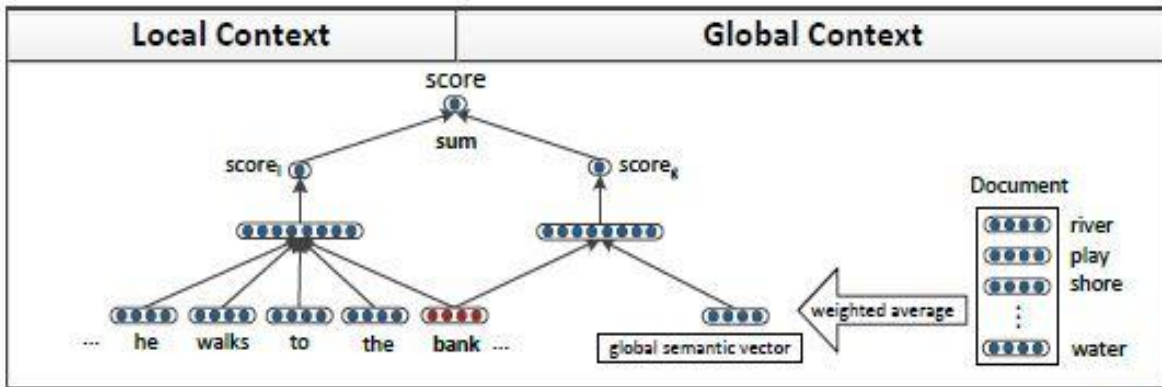 Local Context
Global Context
score
sum
scoreₗ
score_g
Document
river
play
shore
⋮
water
weighted average
... he walks to the bank ...
global semantic vector